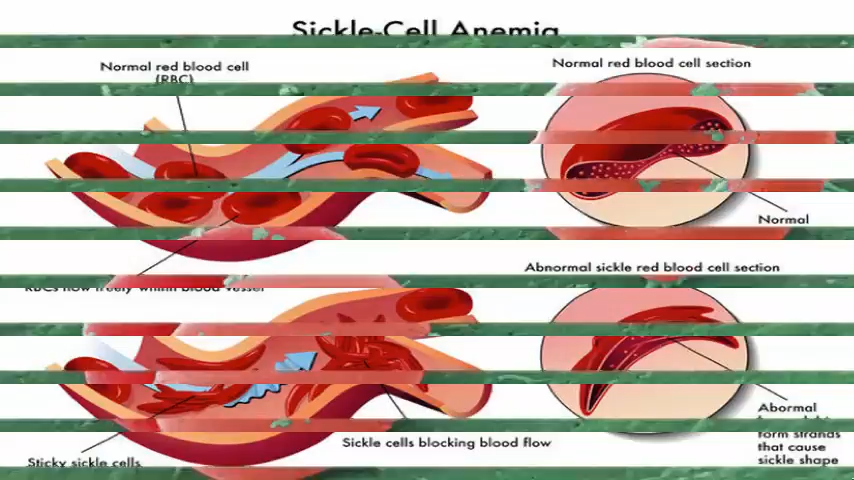 Sickle-Cell Anemia
Normal red blood cell
(RBC)
Normal red blood cell section
Normal
Abnormal sickle red blood cell section
RBCs flow freely within blood vessel
Abormal
form strands
that cause
sickle shape
Sickle cells blocking blood flow
Sticky sickle cells